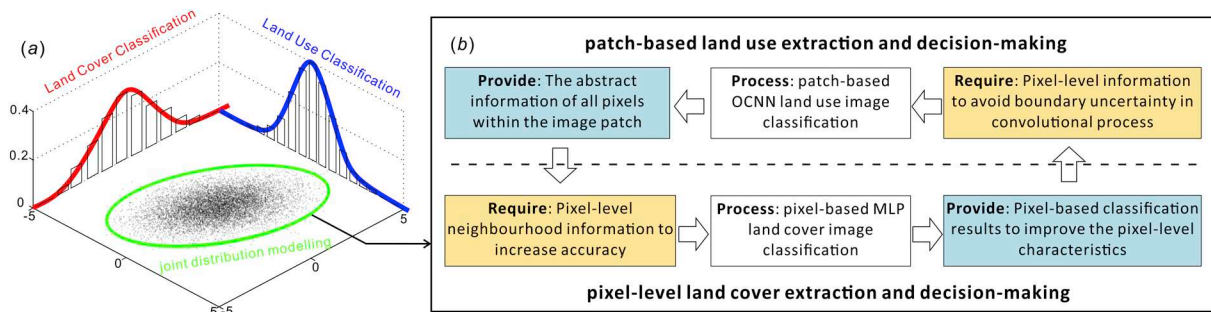 (a)
Land Cover Classification
Land Use Classification
0.4
0.2
0
-5
0
5
-5
0
5
joint distribution modelling
(b)
patch-based land use extraction and decision-making
Provide: The abstract
information of all pixels
within the image patch
Process: patch-based
OCNN land use image
classification
Require: Pixel-level information
to avoid boundary uncertainty in
convolutional process
Require: Pixel-level
neighbourhood information to
increase accuracy
Process: pixel-based MLP
land cover image
classification
Provide: Pixel-based classification
results to improve the pixel-level
characteristics
pixel-level land cover extraction and decision-making